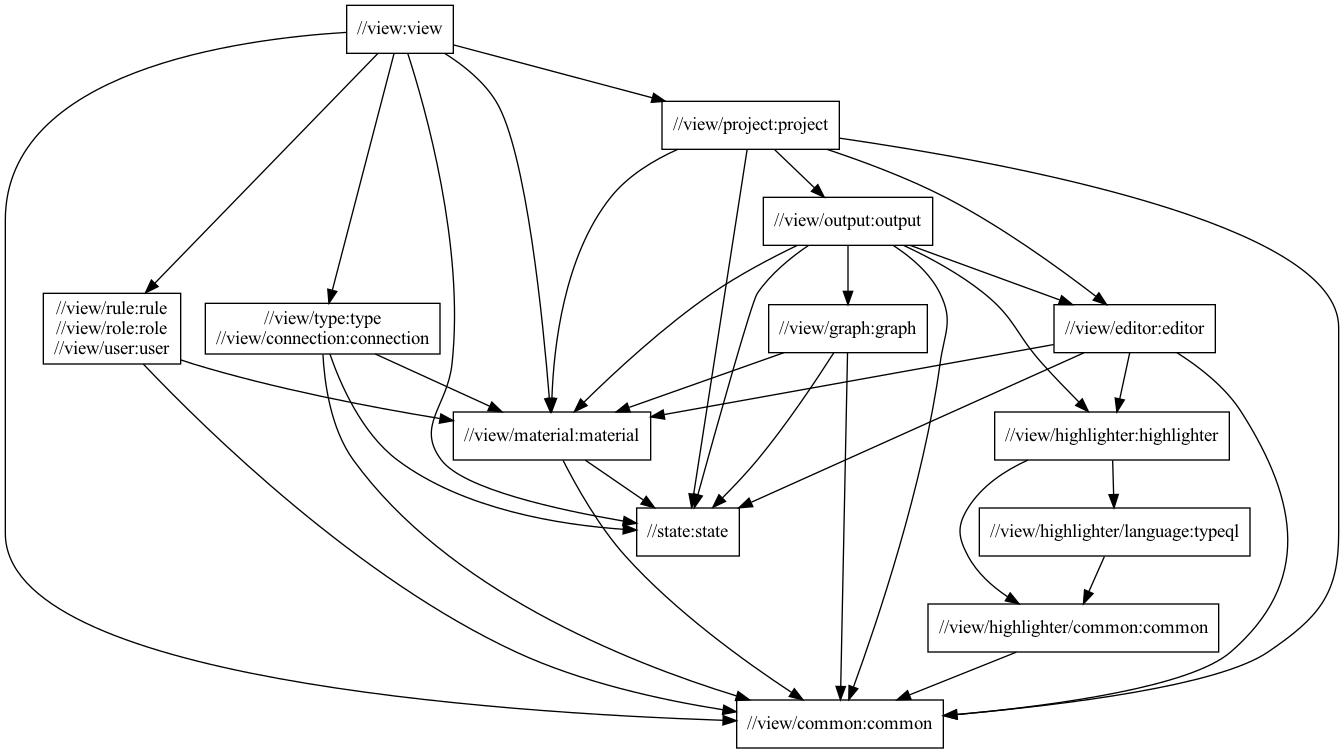 //view:view
//view/project:project
//view/output:output
//view/rule:rule
//view/role:role
//view/user:user
//view/type:type
//view/connection:connection
//view/graph:graph
//view/editor:editor
//view/material:material
//view/highlighter:highlighter
//state:state
//view/highlighter/language:typeql
//view/highlighter/common:common
//view/common:common